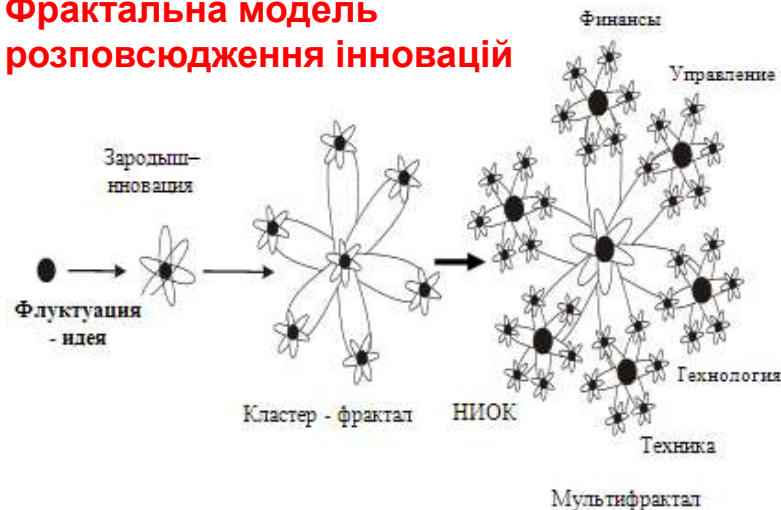 Фрактальна модель
розповсюдження інновацій
Финансы
Управление
Зародыш–
нновация
Флуктуация
- идея
Кластер - фрактал
НИОК
Технология
Техника
Мультифрактал